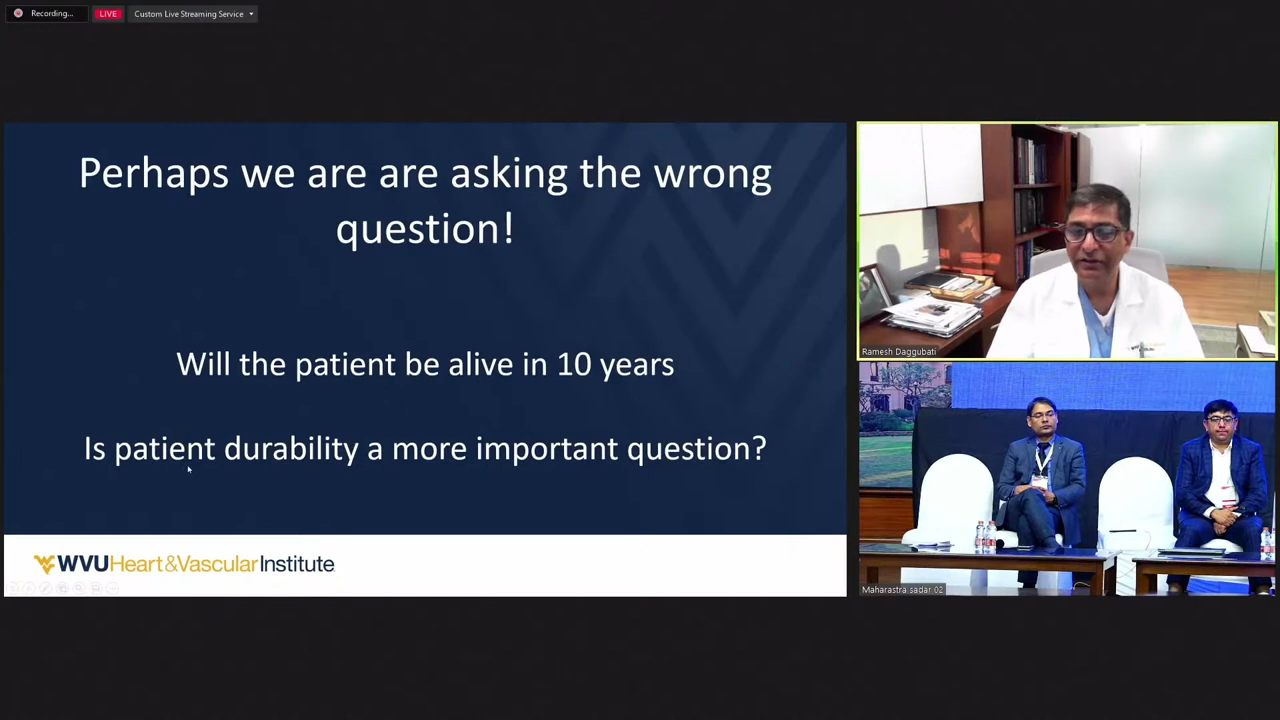 Recording...
LIVE
Custom Live Streaming Service
Perhaps we are are asking the wrong
question!
Will the patient be alive in 10 years
Is patient durability a more important question?
WVUHeart&VascularInstitute
Ramesh Daggubati
Maharastra sadar 02